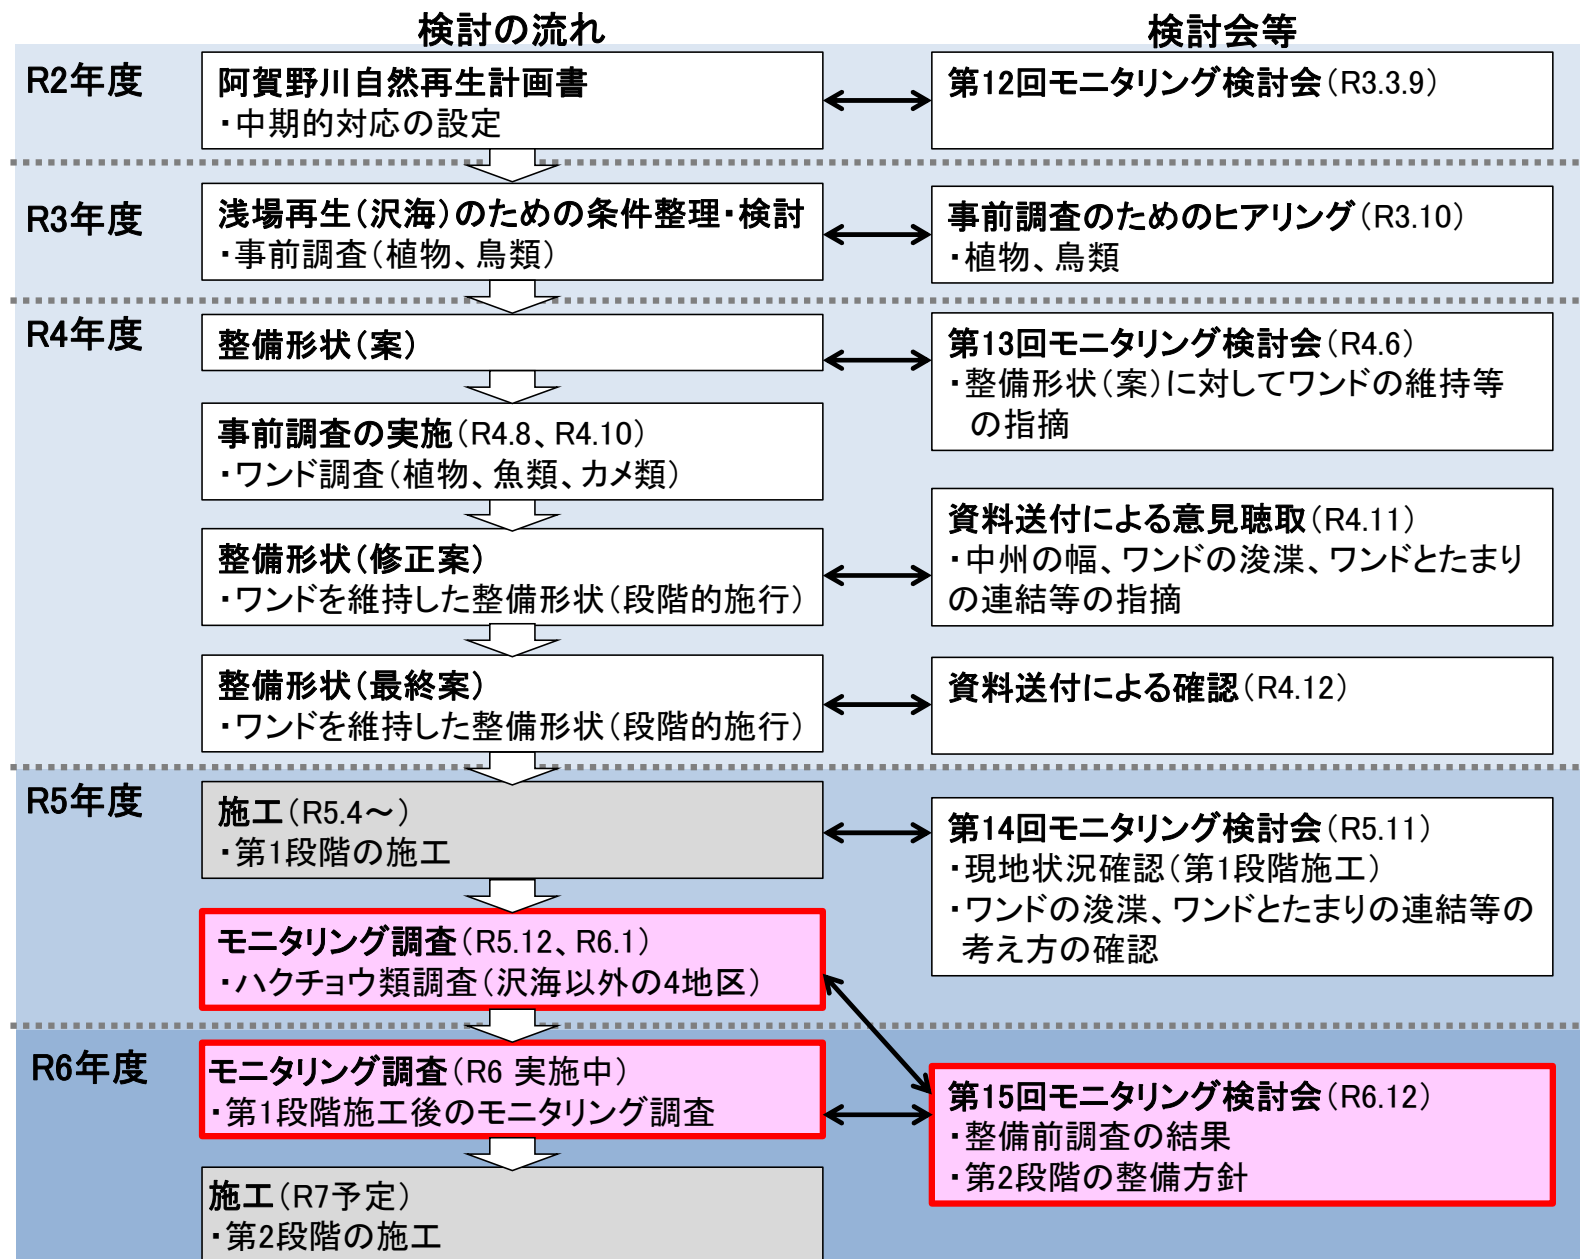 検討の流れ
検討会等
R2年度
阿賀野川自然再生計画書
・中期的対応の設定
第12回モニタリング検討会（R3.3.9）
R3年度
浅場再生（沢海）のための条件整理・検討
・事前調査（植物、鳥類）
事前調査のためのヒアリング（R3.10）
・植物、鳥類
R4年度
整備形状（案）
第13回モニタリング検討会（R4.6）
・整備形状（案）に対してワンドの維持等
の指摘
事前調査の実施（R4.8、R4.10）
・ワンド調査（植物、魚類、カメ類）
整備形状（修正案）
・ワンドを維持した整備形状（段階的施行）
資料送付による意見聴取（R4.11）
・中州の幅、ワンドの浚渫、ワンドとたまり
の連結等の指摘
整備形状（最終案）
・ワンドを維持した整備形状（段階的施行）
資料送付による確認（R4.12）
R5年度
施工（R5.4～）
・第1段階の施工
第14回モニタリング検討会（R5.11）
・現地状況確認（第1段階施工）
・ワンドの浚渫、ワンドとたまりの連結等の
考え方の確認
モニタリング調査（R5.12、R6.1）
・ハクチョウ類調査（沢海以外の4地区）
R6年度
モニタリング調査（R6 実施中）
・第1段階施工後のモニタリング調査
第15回モニタリング検討会（R6.12）
・整備前調査の結果
・第2段階の整備方針
施工（R7予定）
・第2段階の施工